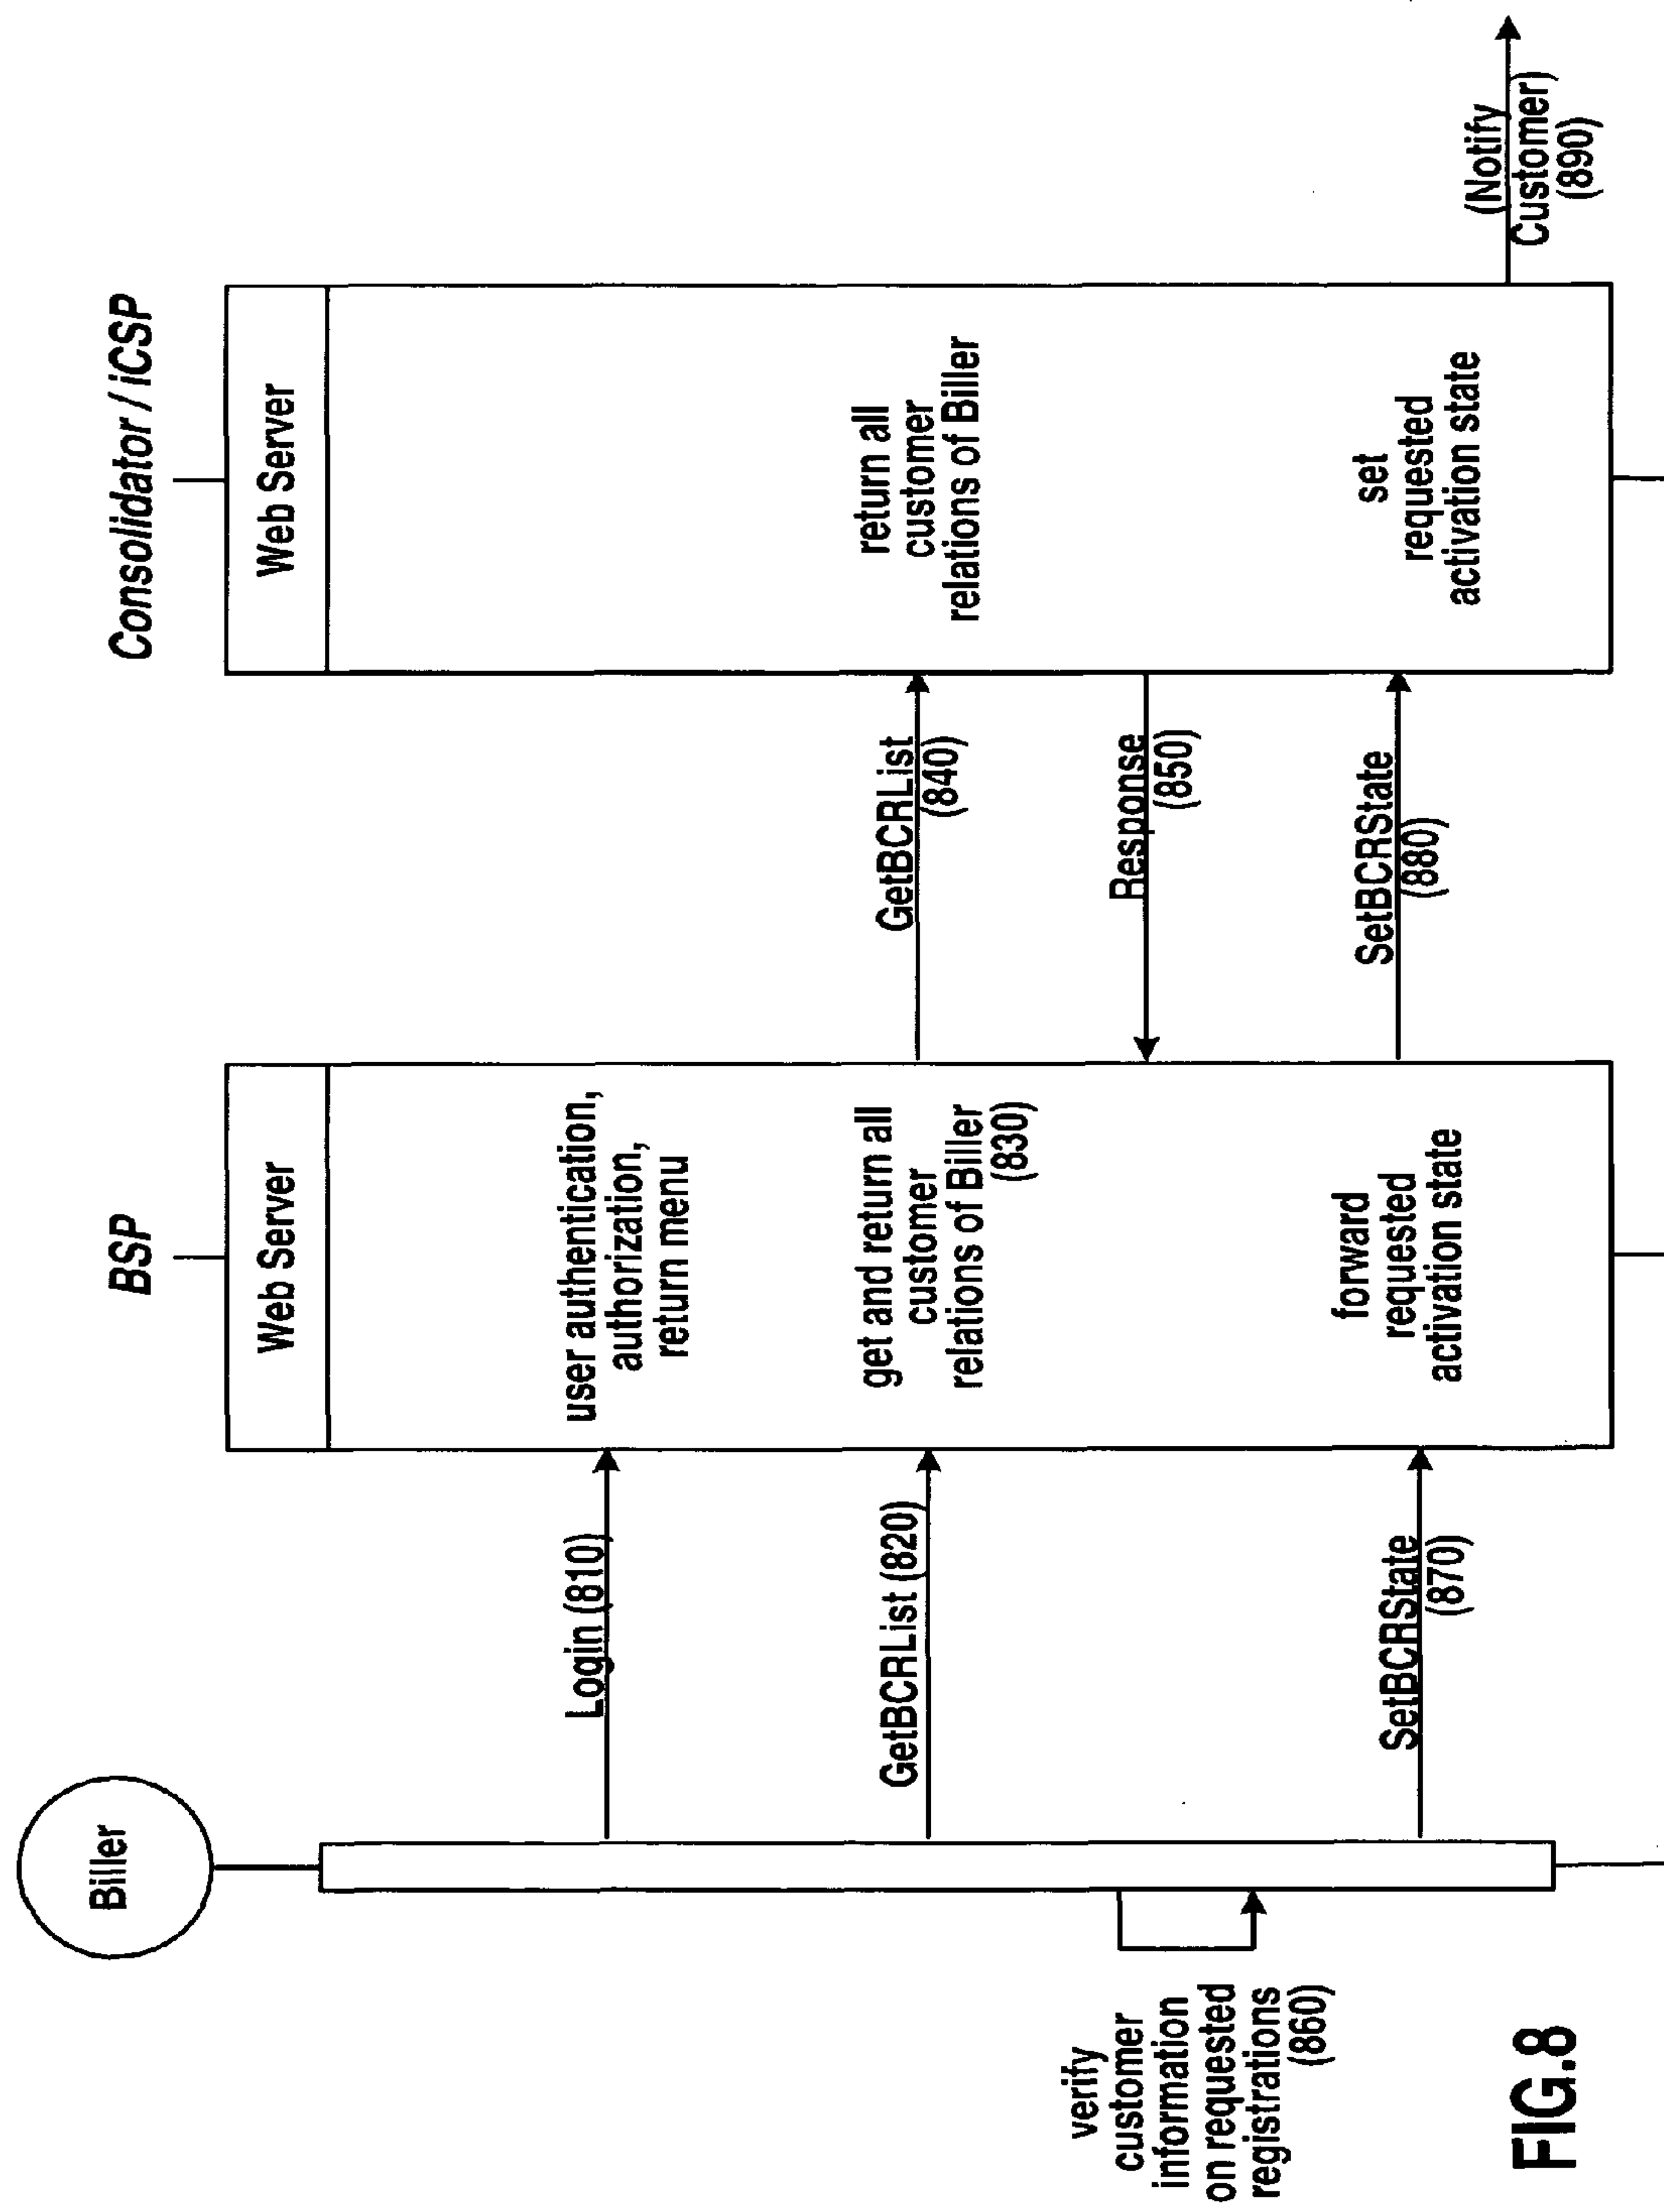 Biller
BSP
Consolidator / iCSP
Web Server
Web Server
Login (810)
user authentication,
authorization,
return menu
GetBCRList (820)
get and return all
customer
relations of Biller
(830)
GetBCRList
(840)
return all
customer
relations of Biller
Response
(850)
verify
customer
information
on requested
registrations
(860)
SetBCRState
(870)
forward
requested
activation state
SetBCRState
(880)
set
requested
activation state
(Notify
Customer)
(890)
FIG.8